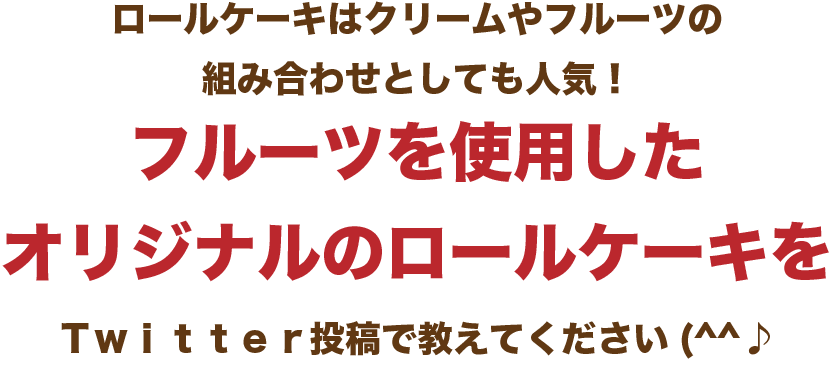 ロールケーキはクリームやフルーツの
組み合わせとしても人気！
フルーツを使用した
オリジナルのロールケーキを
Ｔｗｉｔｔｅｒ投稿で教えてください (^^♪